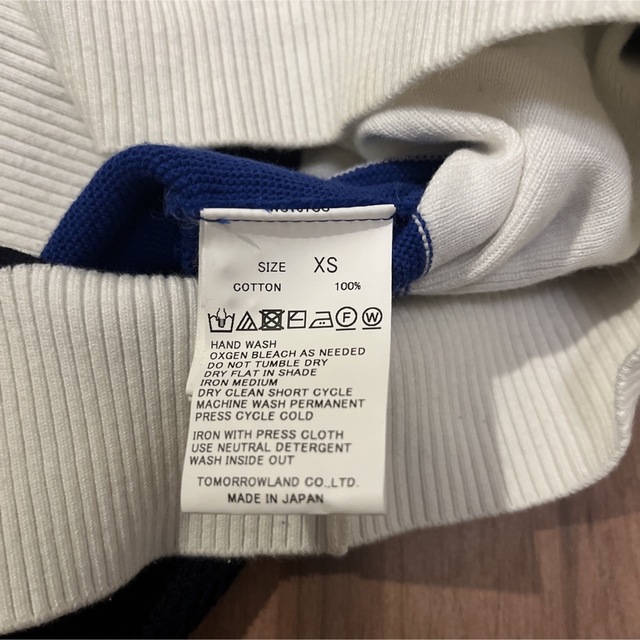 SIZE XS
COTTON 100%
HAND WASH
OXGEN BLEACH AS NEEDED
DO NOT TUMBLE DRY
DRY FLAT IN SHADE
IRON MEDIUM
DRY CLEAN SHORT CYCLE
MACHINE WASH PERMANENT
PRESS CYCLE COLD
IRON WITH PRESS CLOTH
USE NEUTRAL DETERGENT
WASH INSIDE OUT
TOMORROWLAND CO.,LTD.
MADE IN JAPAN